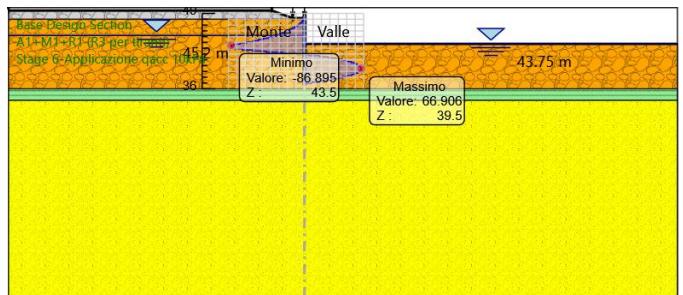 48
Base Design Section
A1+M1+R1 (R3 per tiranti)
Stage 6-Applicazione qacc 10kPa
Monte
Valle
45.2 m
43.75 m
36
Minimo
Valore: -86.895
Z : 43.5
Massimo
Valore: 66.906
Z : 39.5